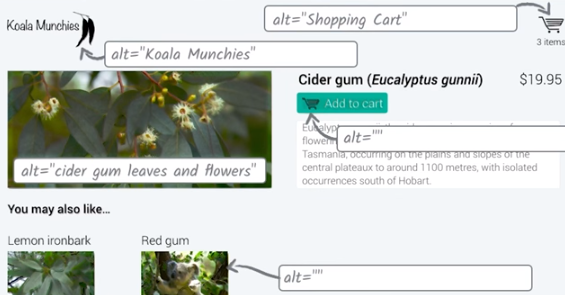 Koala Munchies
alt="Shopping Cart"
3 items
alt="Koala Munchies"
Cider gum (Eucalyptus gunnii) $19.95
Add to cart
alt=""
flowerin
Tasmania, occurring on the plains and slopes of the
central plateaux to around 1100 metres, with isolated
occurrences south of Hobart.
alt="cider gum leaves and flowers"
You may also like...
Lemon ironbark
Red gum
alt=""